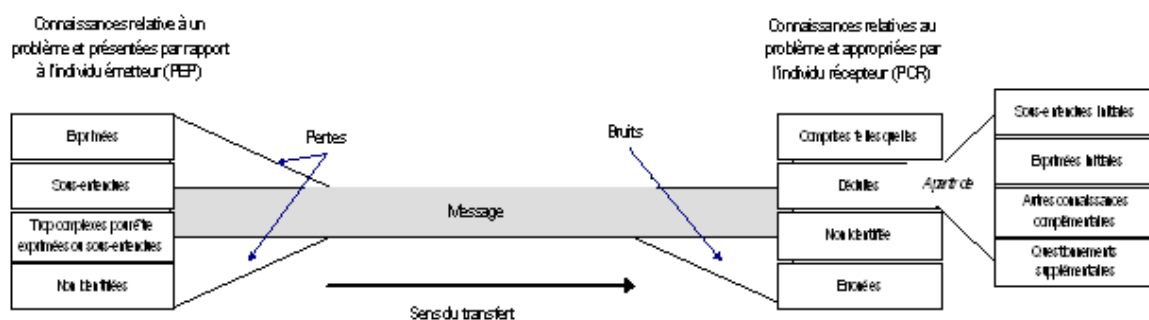 Connaissances relative à un
problème et présentées par rapport
à l'individu émetteur (PEP)
Connaissances relatives au
problème et appropriées par
l'individu récepteur (PCR)
Exprimées
Sous-entendues
Trop complexes pour être
exprimées ou sous-entendues
Non identifiées
Pertes
Message
Bruits
Sens du transfert
Comprises telles quelles
Déduites
Non identifiée
Erronées
A partir de
Sous-entendues initiales
Exprimées initiales
Autres connaissances
complémentaires
Questionnements
supplémentaires